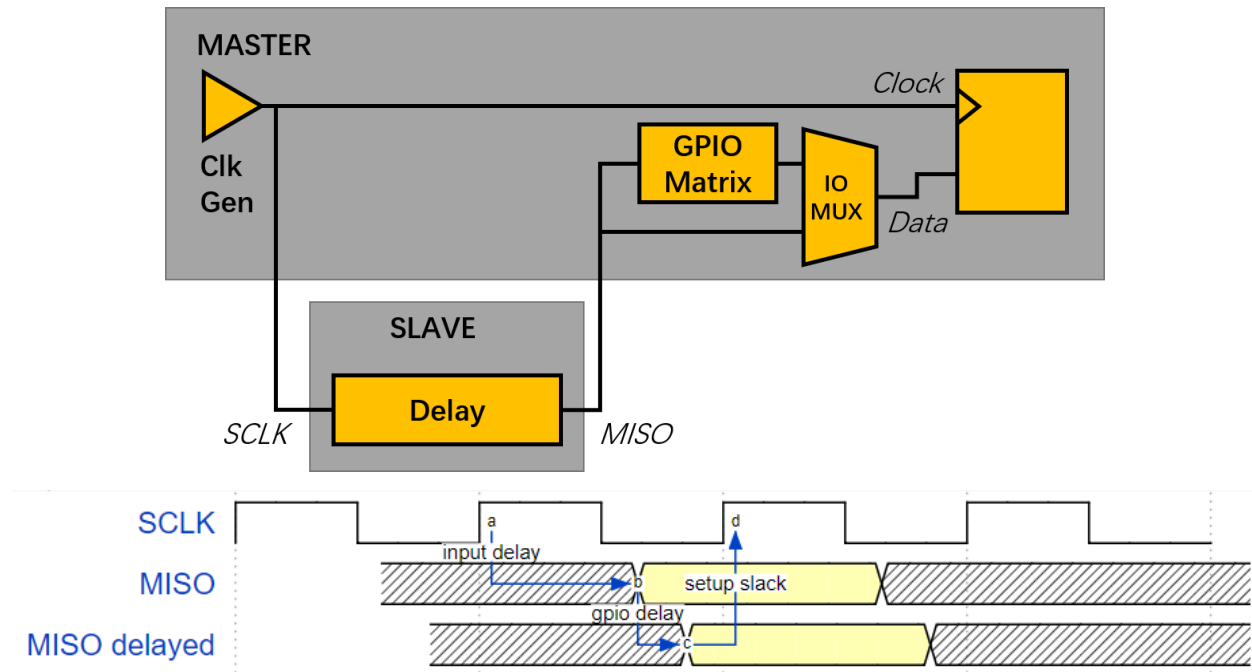 MASTER
Clock
Clk
Gen
GPIO
Matrix
IO
MUX
Data
SLAVE
Delay
SCLK
MISO
SCLK
a
d
input delay
MISO
b
setup slack
gpio delay
MISO delayed
c